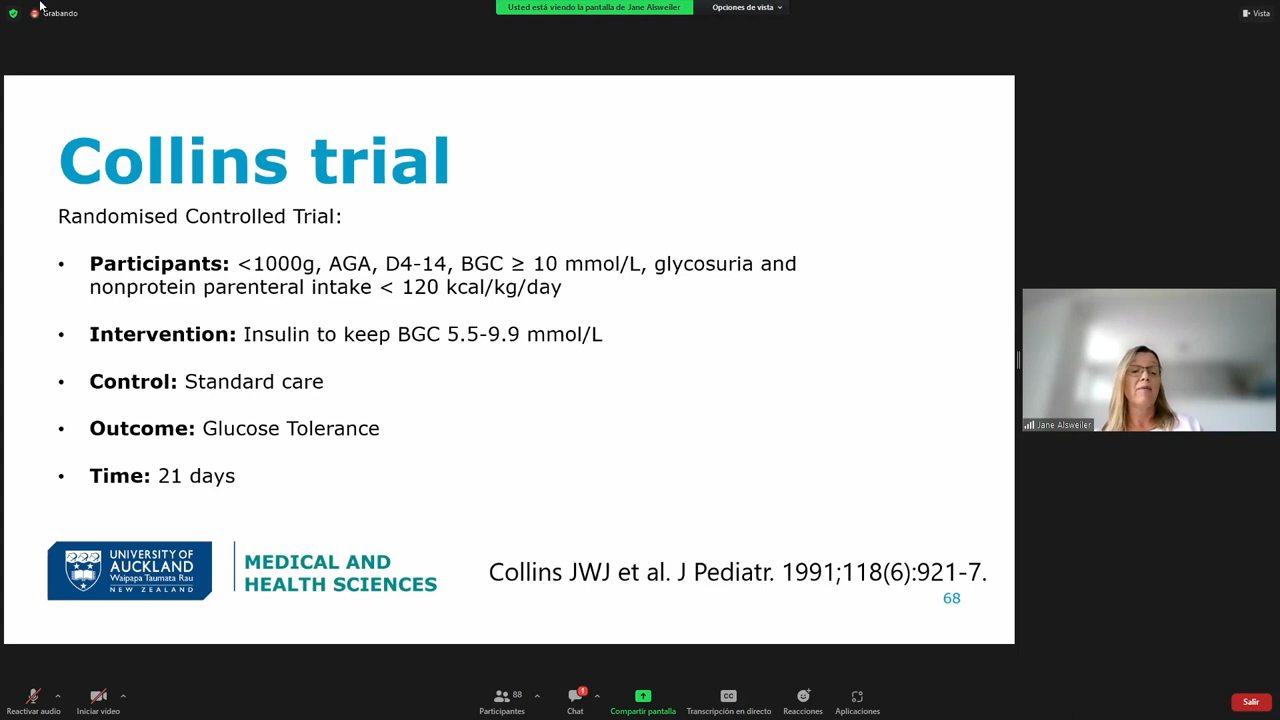 Grabando
Usted está viendo la pantalla de Jane Alsweiler
Opciones de vista
Vista
Collins trial
Randomised Controlled Trial:
• Participants: <1000g, AGA, D4-14, BGC ≥ 10 mmol/L, glycosuria and
nonprotein parenteral intake < 120 kcal/kg/day
• Intervention: Insulin to keep BGC 5.5-9.9 mmol/L
• Control: Standard care
• Outcome: Glucose Tolerance
• Time: 21 days
UNIVERSITY OF
AUCKLAND
Waipapa Taumata Rau
NEW ZEALAND
MEDICAL AND
HEALTH SCIENCES
Collins JWJ et al. J Pediatr. 1991;118(6):921-7.
68
Jane Alsweiler
Reactivar audio
Iniciar video
88
Participantes
1
Chat
Compartir pantalla
CC
Transcripción en directo
Reacciones
Aplicaciones
Salir